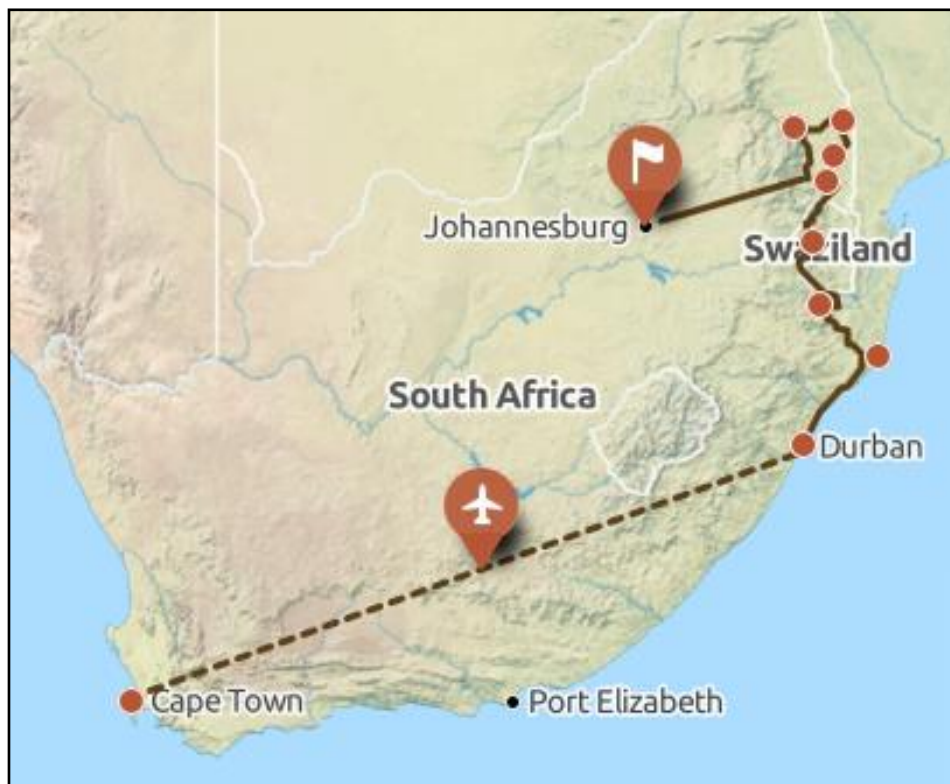 Johannesburg
Swaziland
South Africa
Durban
Cape Town
Port Elizabeth